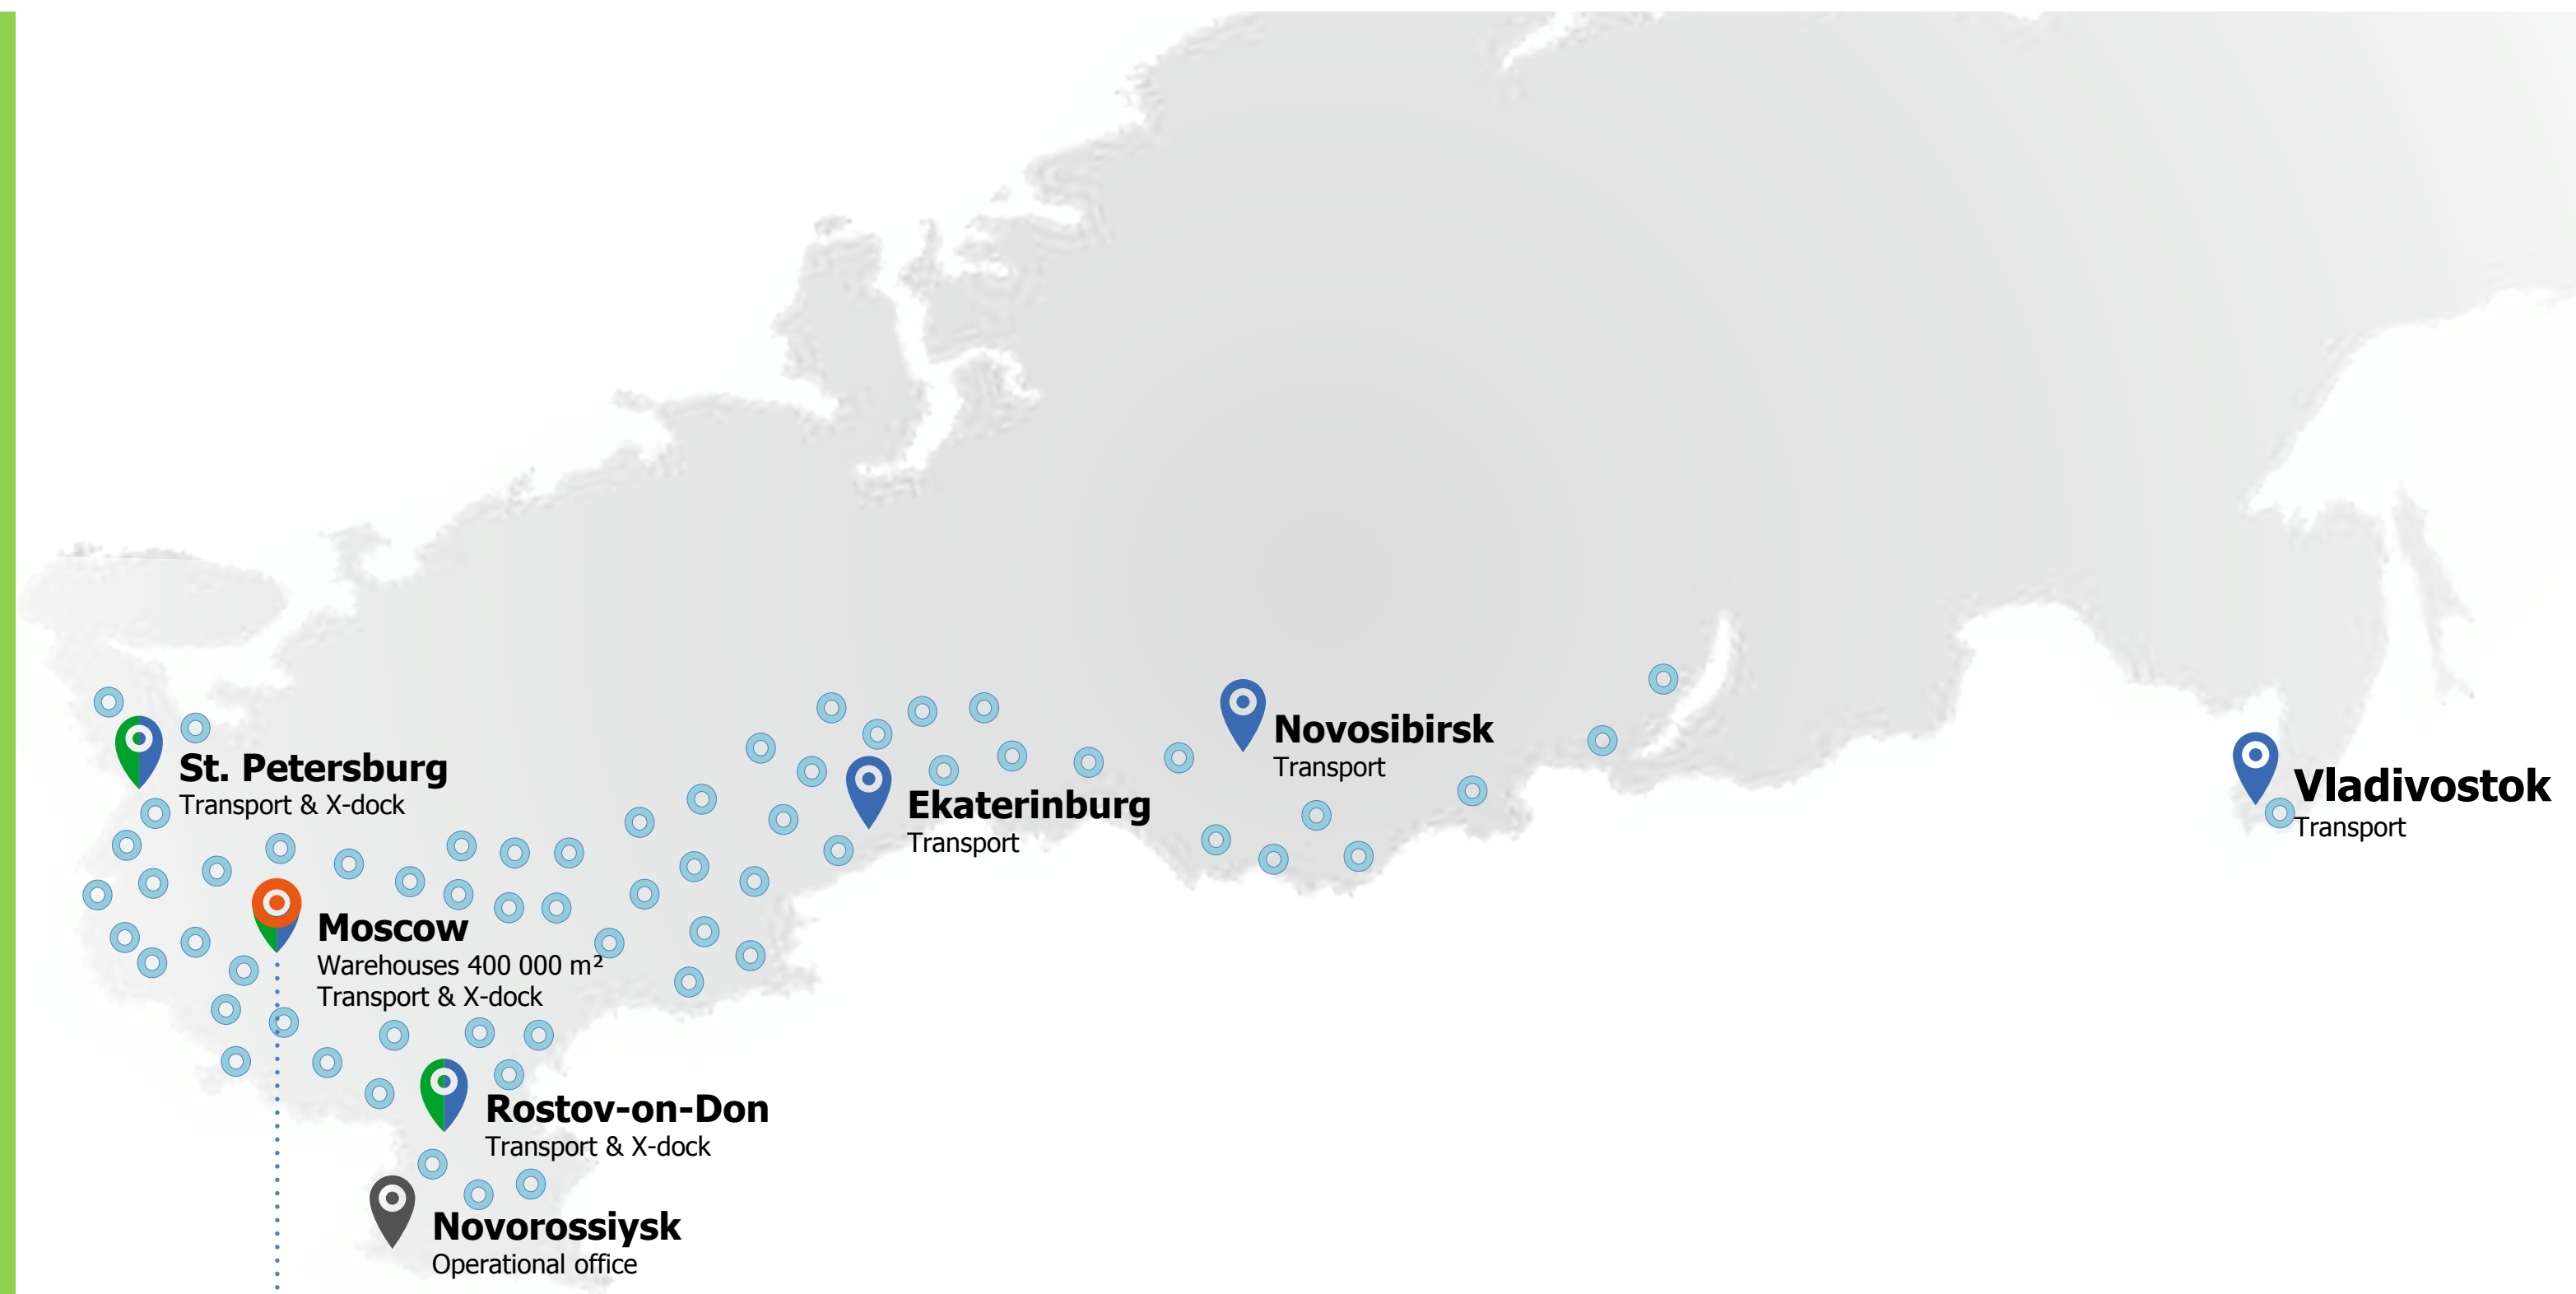 Novosibirsk
Transport
St. Petersburg
Transport & X-dock
Vladivostok
Transport
Ekaterinburg
Transport
Moscow
Warehouses 400 000 m²
Transport & X-dock
Rostov-on-Don
Transport & X-dock
Novorossiysk
Operational office